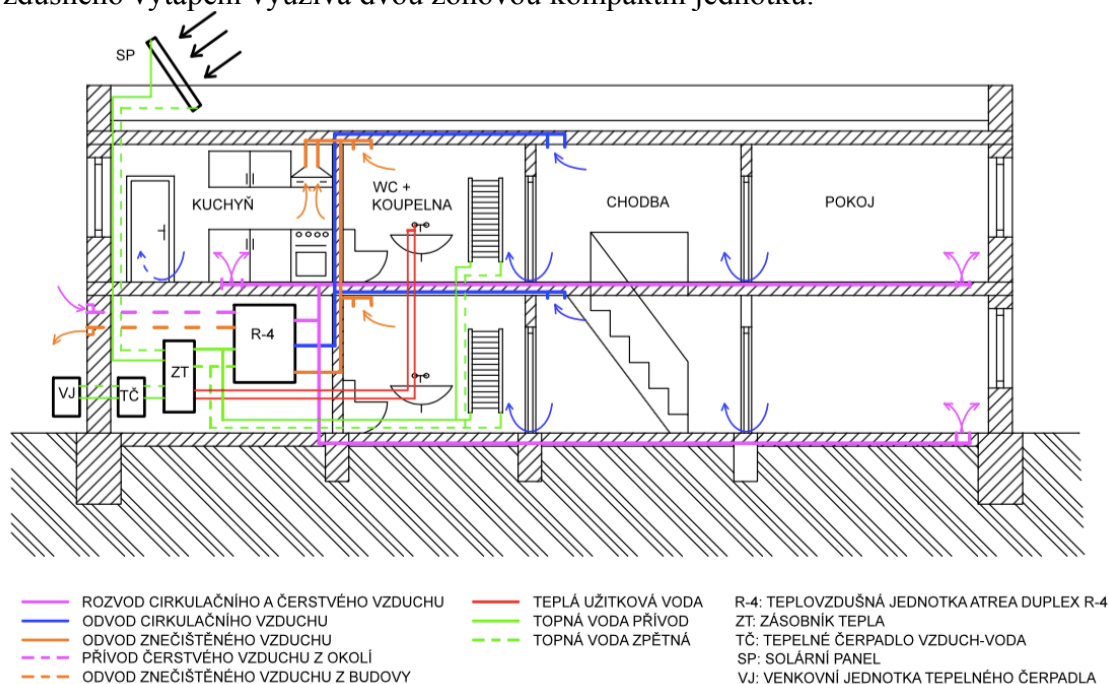 zdušného vytápění využívá dvou zónovou kompaktní jednotku.
SP
KUCHYŇ
WC +
KOUPELNA
CHODBA
POKOJ
R-4
ZT
VJ
TČ
ROZVOD CIRKULAČNÍHO A ČERSTVÉHO VZDUCHU
ODVOD CIRKULAČNÍHO VZDUCHU
ODVOD ZNEČIŠTĚNÉHO VZDUCHU
PŘÍVOD ČERSTVÉHO VZDUCHU Z OKOLÍ
ODVOD ZNEČIŠTĚNÉHO VZDUCHU Z BUDOVY
TEPLÁ UŽITKOVÁ VODA
TOPNÁ VODA PŘÍVOD
TOPNÁ VODA ZPĚTNÁ
R-4: TEPLOVZDUŠNÁ JEDNOTKA ATREA DUPLEX R-4
ZT: ZÁSOBNÍK TEPLA
TČ: TEPELNÉ ČERPADLO VZDUCH-VODA
SP: SOLÁRNÍ PANEL
VJ: VENKOVNÍ JEDNOTKA TEPELNÉHO ČERPADLA